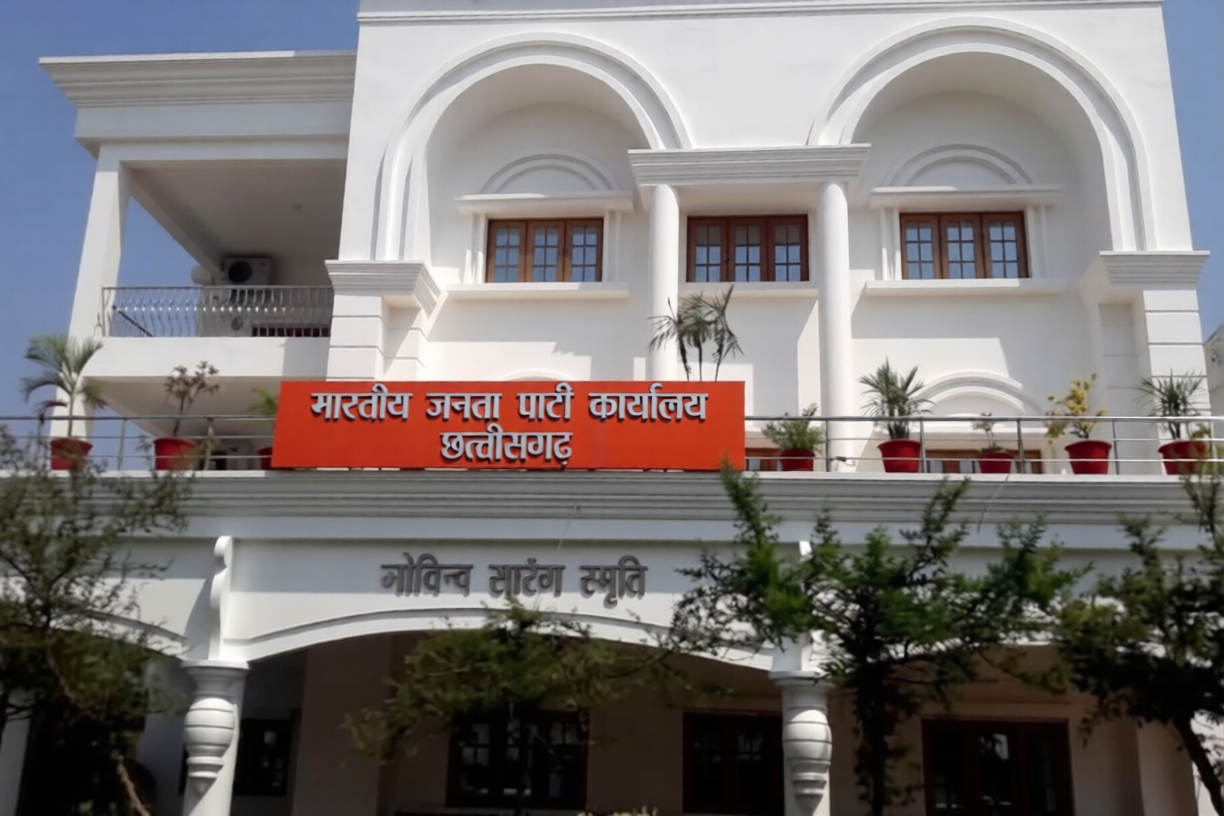 भारतीय जनता पार्टी कार्यालय
छत्तीसगढ़
गोविन्द स्मृति